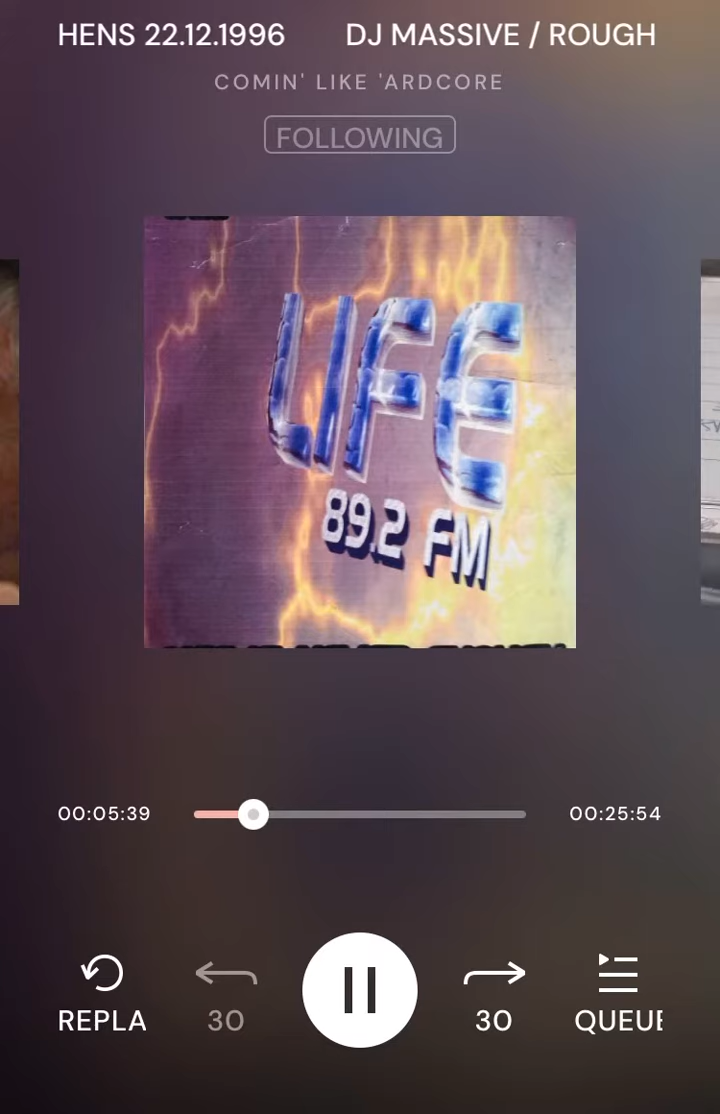 HENS 22.12.1996 DJ MASSIVE / ROUGH
COMIN' LIKE 'ARDCORE
FOLLOWING
LIFE
89.2 FM
00:05:39
00:25:54
REPLA
30
30
QUEUE